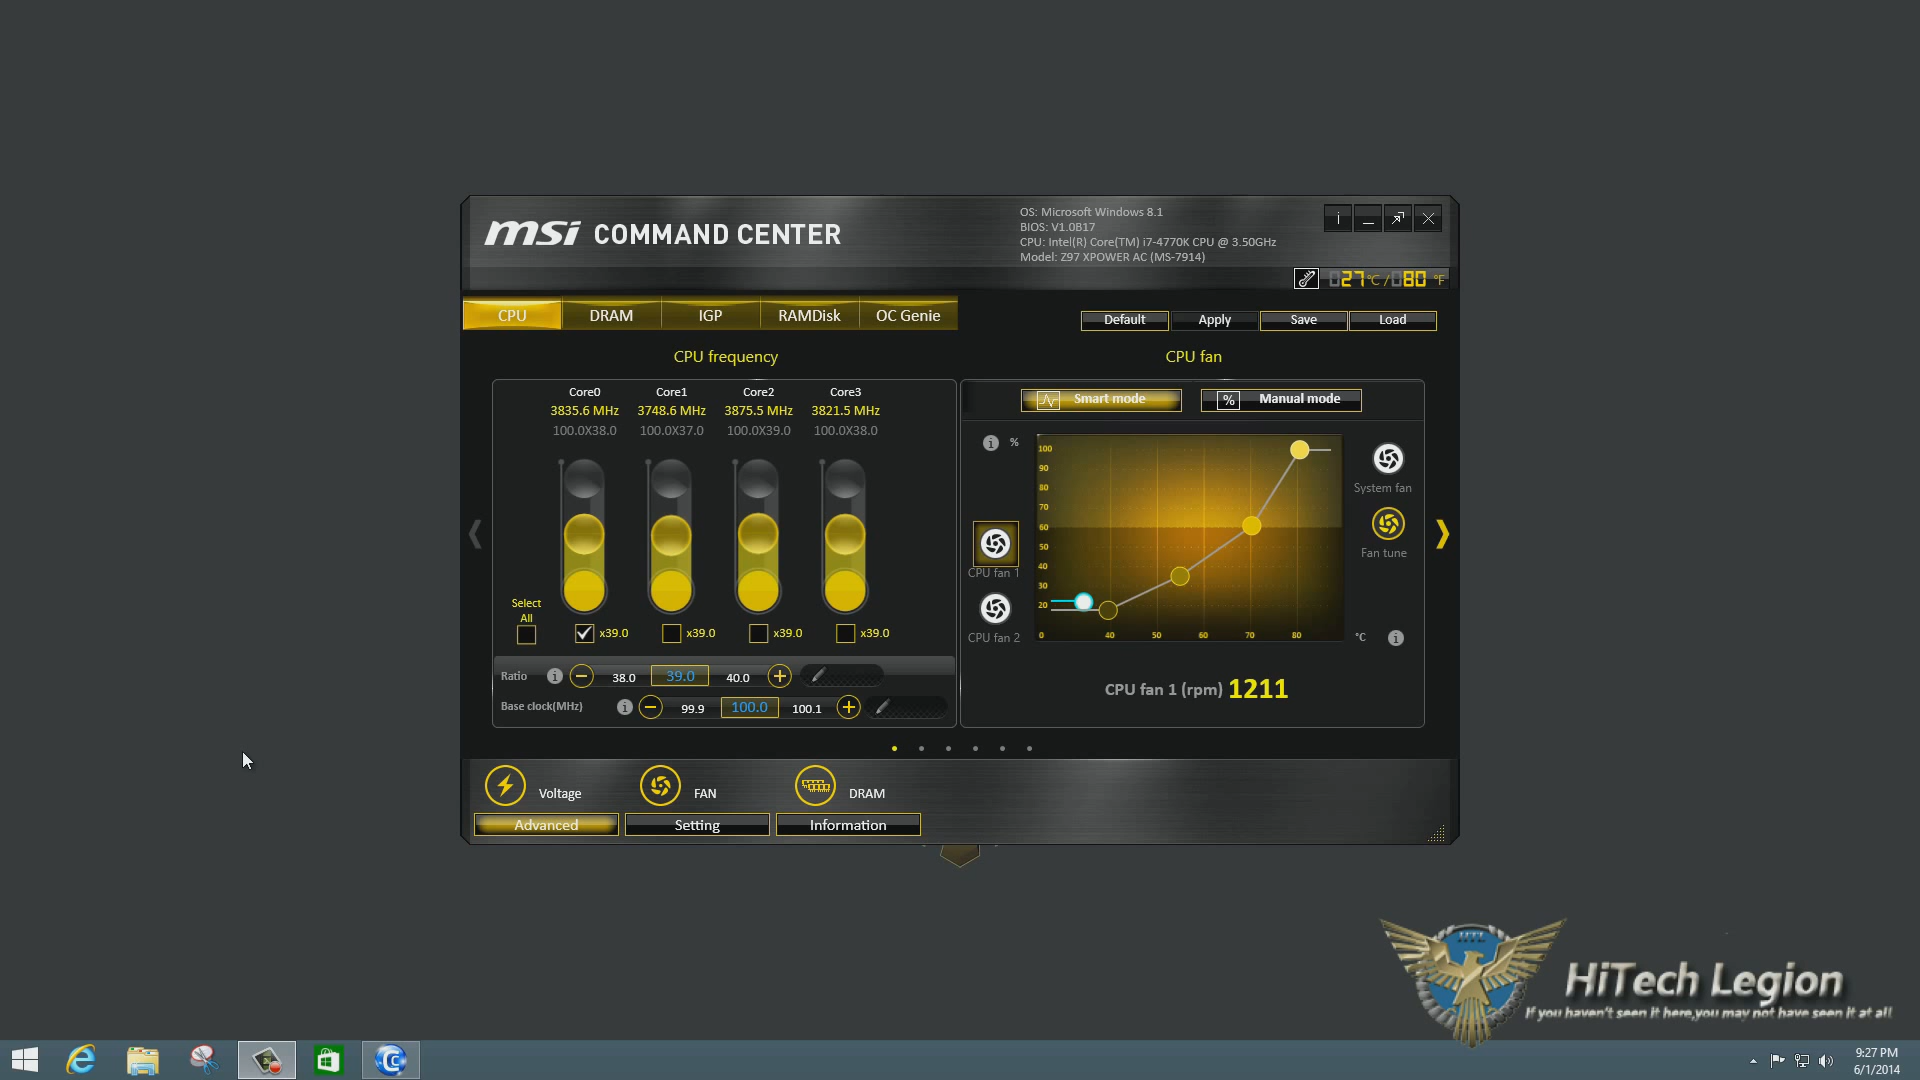 msi COMMAND CENTER
OS: Microsoft Windows 8.1
BIOS: V1.0B17
CPU: Intel(R) Core(TM) i7-4770K CPU @ 3.50GHz
Model: Z97 XPOWER AC (MS-7914)
27 °C / 80 °F
CPU DRAM IGP RAMDisk OC Genie
Default Apply Save Load
CPU frequency
Core0 Core1 Core2 Core3
3835.6 MHz 3748.6 MHz 3875.5 MHz 3821.5 MHz
100.0X38.0 100.0X37.0 100.0X39.0 100.0X38.0
Select
All
x39.0 x39.0 x39.0 x39.0
Ratio i 38.0 39.0 40.0
Base clock(MHz) i 99.9 100.0 100.1
CPU fan
Smart mode % Manual mode
i %
100
90
80
70
60
50
40
30
20
0 40 50 60 70 80 °C i
CPU fan 1
CPU fan 2
System fan
Fan tune
CPU fan 1 (rpm) 1211
Voltage FAN DRAM
Advanced Setting Information
HiTech Legion
If you haven't seen it here,you may not have seen it at all
9:27 PM
6/1/2014